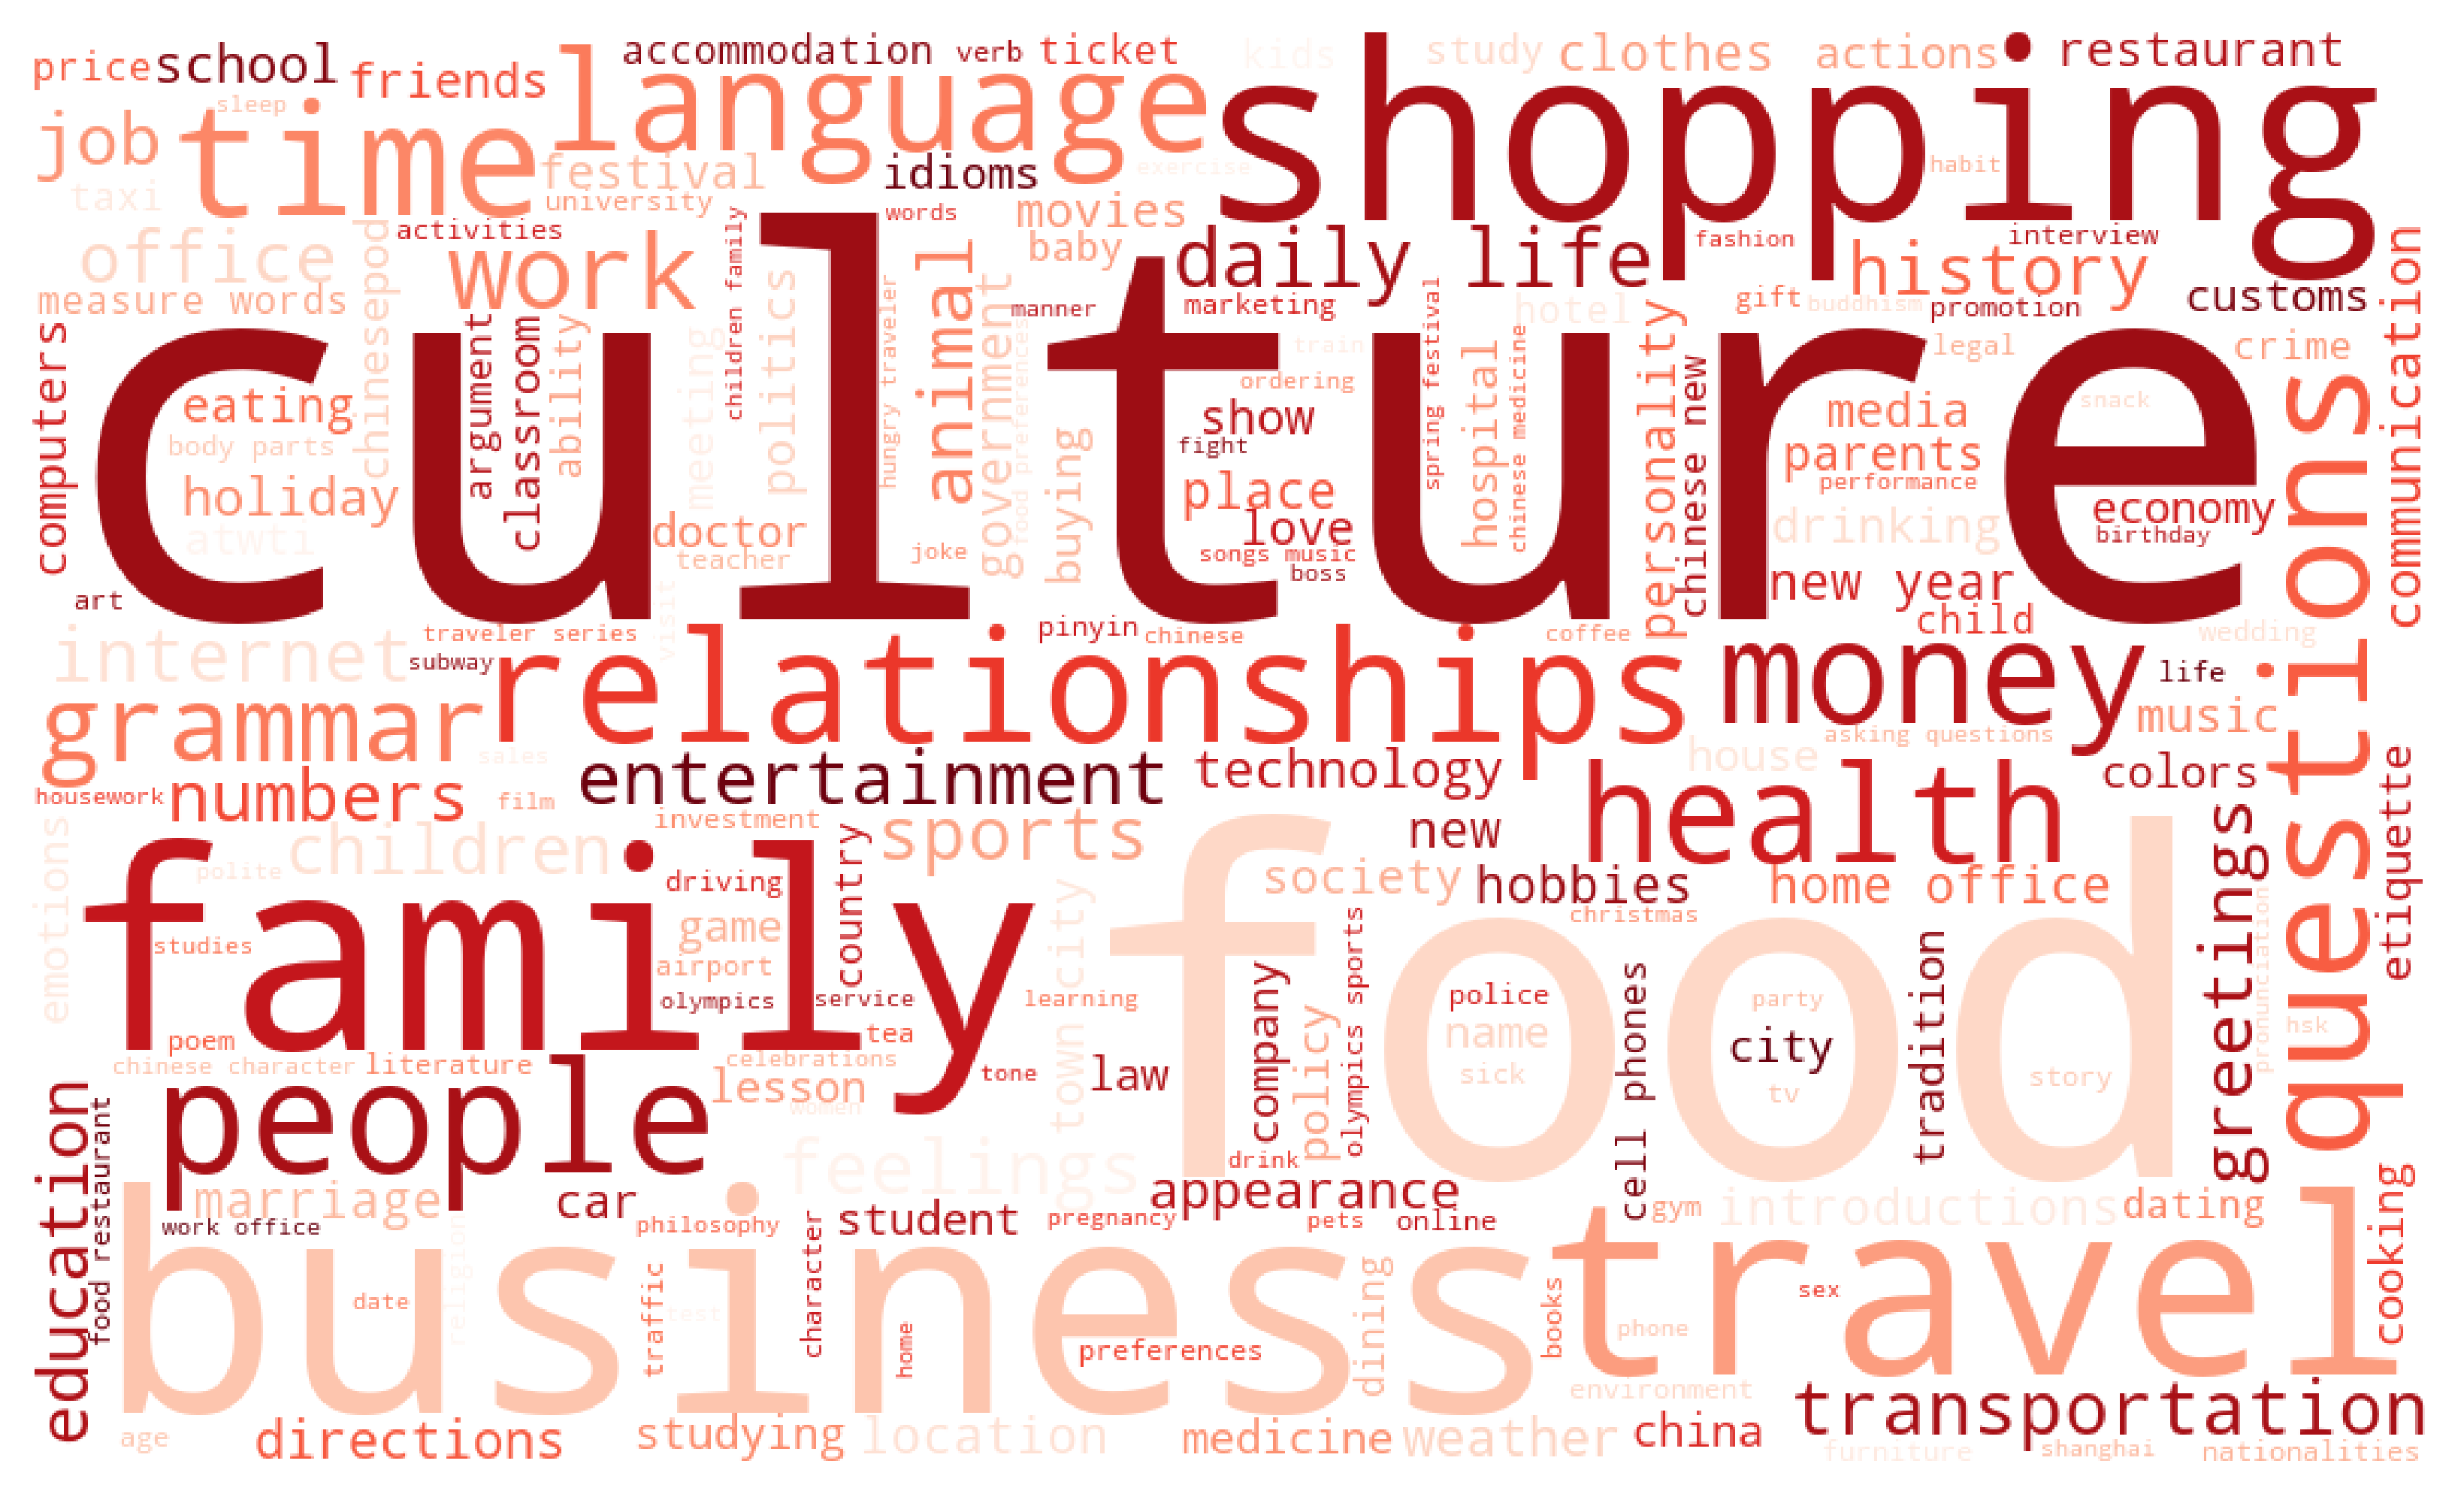 price
school
friends
language
accommodation
verb
ticket
kids
study
clothes
actions
restaurant
shopping
sleep
job
time
taxi
festival
university
idioms
exercise
words
movies
baby
habit
office
activities
work
children family
chinesepod
measure words
politics
animal
government
hungry traveler
food preferences
manner
daily life
marketing
fashion
interview
history
gift
buddhism
promotion
customs
communication
hotel
culture
computers
eating
body parts
holiday
atwti
argument
classroom
ability
meeting
doctor
teacher
joke
buying
train
ordering
show
fight
place
love
songs music
boss
spring festival
hospital
chinese medicine
personality
chinese new
legal
crime
media
snack
parents
performance
drinking
economy
birthday
new year
child
wedding
questions
art
internet
traveler series
subway
visit
pinyin
chinese
coffee
relationships
money
life
music
asking questions
grammar
sales
numbers
housework
film
entertainment
technology
house
colors
health
etiquette
emotions
children
polite
investment
sports
new
society
hobbies
home office
christmas
greetings
pronunciation
family
driving
game
airport
country
olympics
service
learning
studies
poem
tea
town city
food
company
policy
olympics sports
police
name
sick
cell phones
party
city
tv
tradition
story
hsk
chinese character
literature
celebrations
lesson
women
tone
law
people
education
food restaurant
feelings
drink
appearance
marriage
work office
religion
car
philosophy
character
student
pregnancy
pets
online
gym
introductions
dating
cooking
business
travel
date
traffic
test
home
preferences
dining
books
sex
phone
environment
transportation
age
directions
studying
location
medicine
weather
china
furniture
shanghai
nationalities